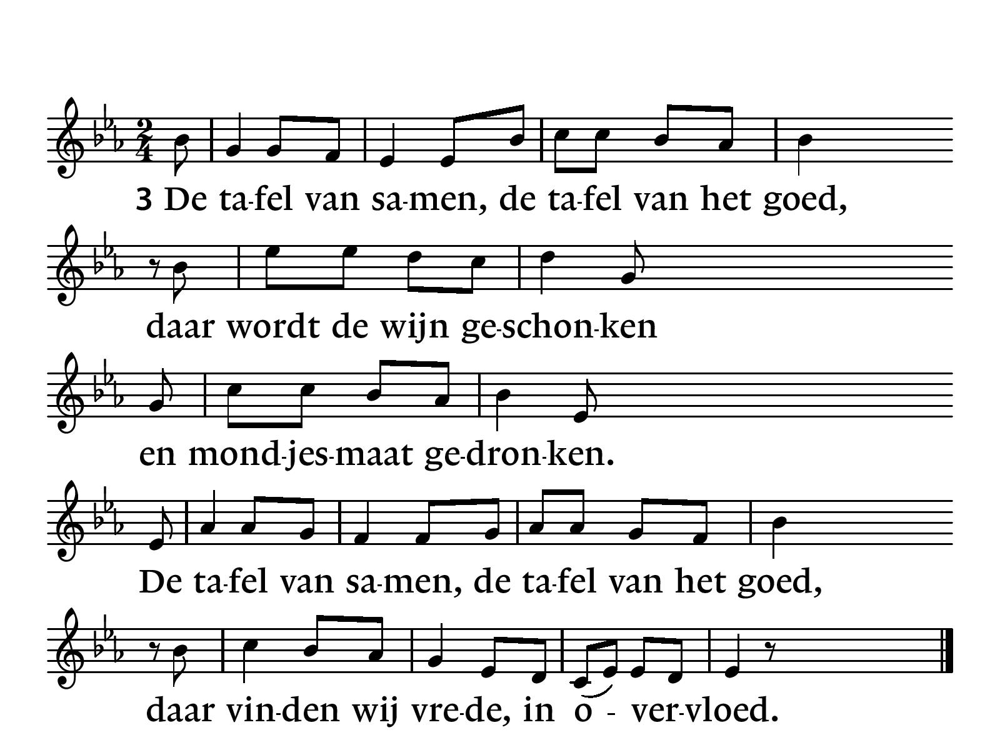 3 De ta-fel van sa-men, de ta-fel van het goed,
daar wordt de wijn ge-schon-ken
en mond-jes-maat ge-dron-ken.
De ta-fel van sa-men, de ta-fel van het goed,
daar vin-den wij vre-de, in o - ver-vloed.